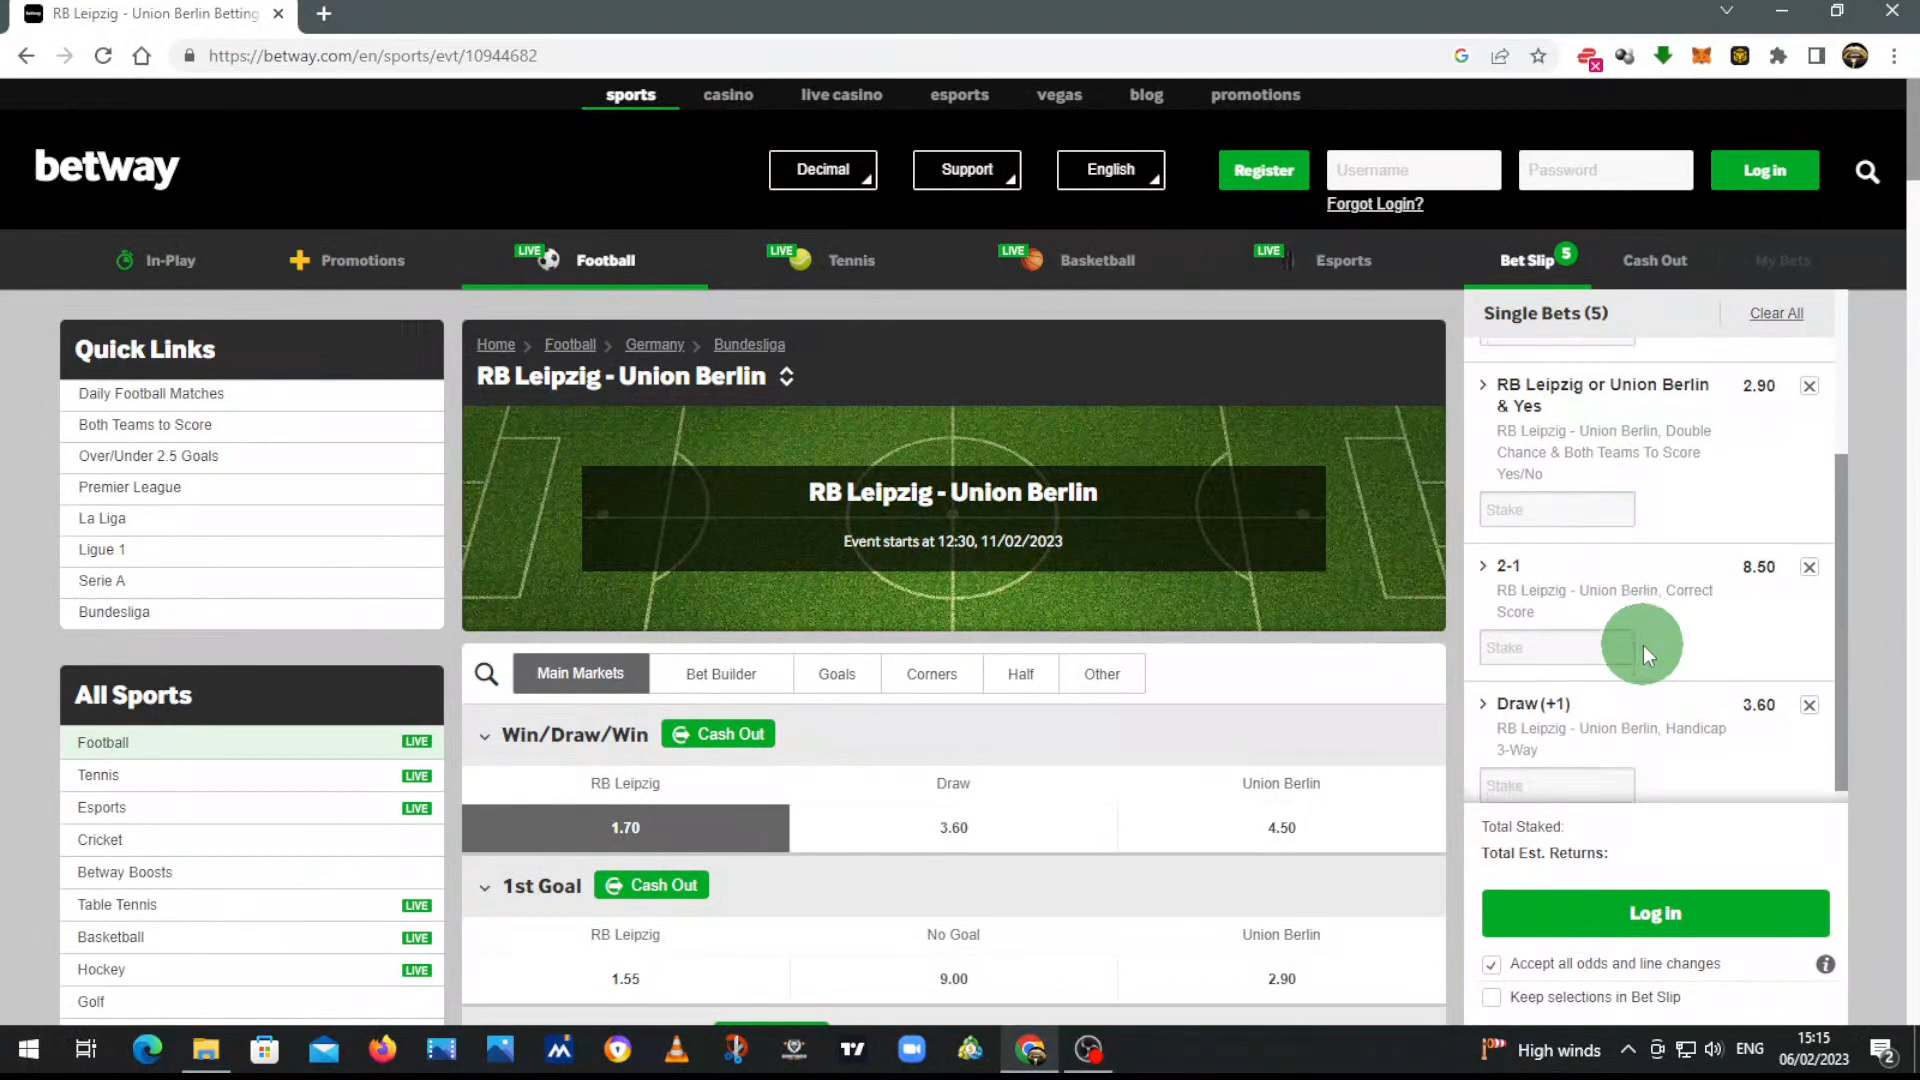 RB Leipzig - Union Berlin Betting
https://betway.com/en/sports/evt/10944682
sports casino live casino esports vegas blog promotions
betway
Decimal Support English Register Username Password Log in
Forgot Login?
In-Play Promotions LIVE Football LIVE Tennis LIVE Basketball LIVE Esports Bet Slip 5 Cash Out My Bets
Quick Links
Daily Football Matches
Both Teams to Score
Over/Under 2.5 Goals
Premier League
La Liga
Ligue 1
Serie A
Bundesliga
All Sports
Football LIVE
Tennis LIVE
Esports LIVE
Cricket
Betway Boosts
Table Tennis LIVE
Basketball LIVE
Hockey LIVE
Golf
Home Football Germany Bundesliga
RB Leipzig - Union Berlin
RB Leipzig - Union Berlin
Event starts at 12:30, 11/02/2023
Main Markets Bet Builder Goals Corners Half Other
Win/Draw/Win Cash Out
RB Leipzig Draw Union Berlin
1.70 3.60 4.50
1st Goal Cash Out
RB Leipzig No Goal Union Berlin
1.55 9.00 2.90
Single Bets (5) Clear All
RB Leipzig or Union Berlin 2.90
& Yes
RB Leipzig - Union Berlin, Double
Chance & Both Teams To Score
Yes/No
Stake
2-1 8.50
RB Leipzig - Union Berlin, Correct
Score
Stake
Draw (+1) 3.60
RB Leipzig - Union Berlin, Handicap
3-Way
Stake
Total Staked:
Total Est. Returns:
Log in
Accept all odds and line changes
Keep selections in Bet Slip
High winds ENG 15:15
06/02/2023 2